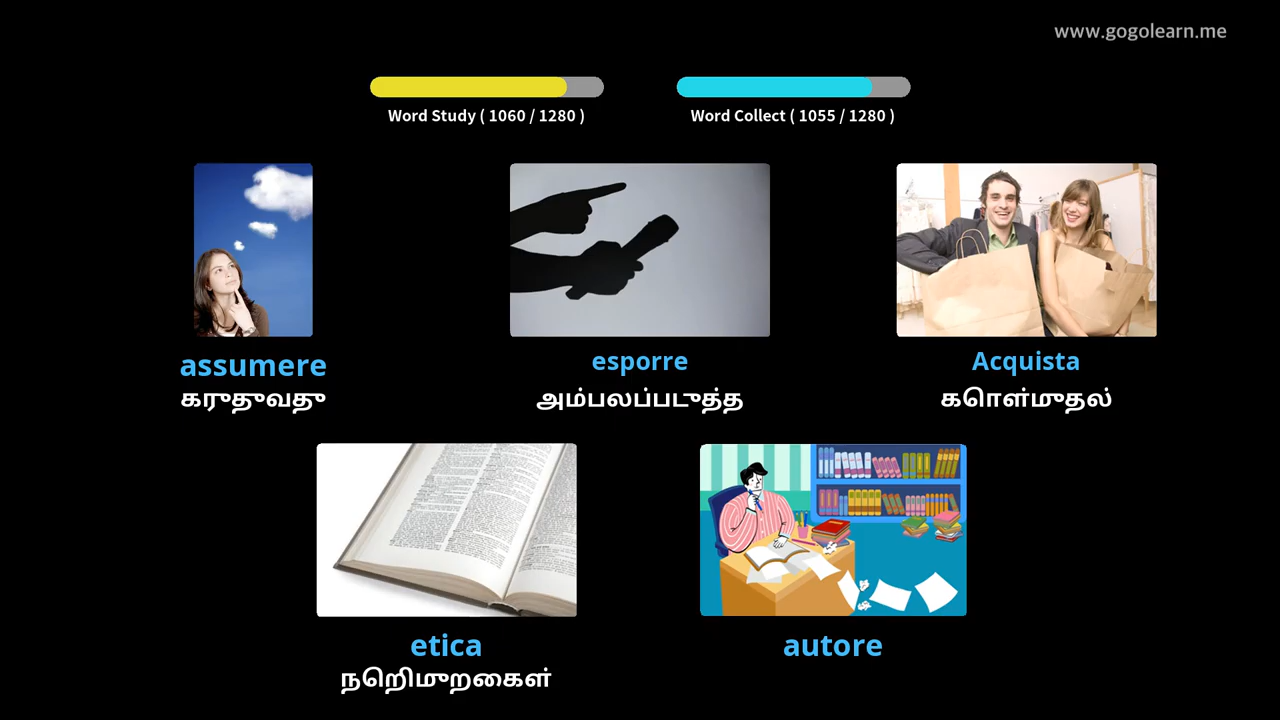 www.gogolearn.me
Word Study ( 1060 / 1280 )
Word Collect ( 1055 / 1280 )
assumere
கருதுவது
esporre
அம்பலப்படுத்த
Acquista
கொள்முதல்
etica
நெறிமுறைகள்
autore